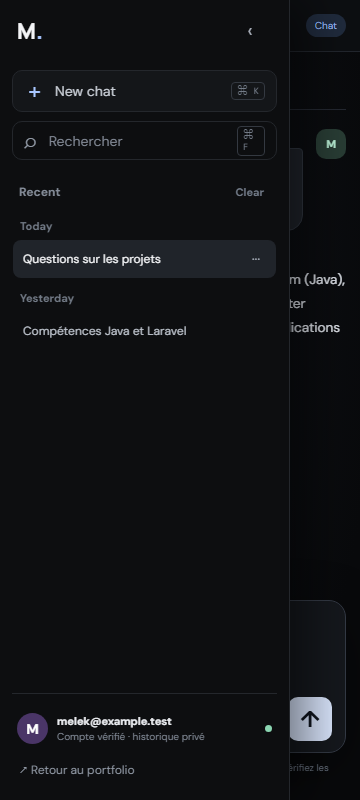 M.
Chat
+ New chat ⌘ K
Rechercher ⌘ F
M
Recent Clear
Today
Questions sur les projets ...
m (Java),
ter
lications
Yesterday
Compétences Java et Laravel
M
melek@example.test
Compte vérifié · historique privé
érifiez les
↗ Retour au portfolio